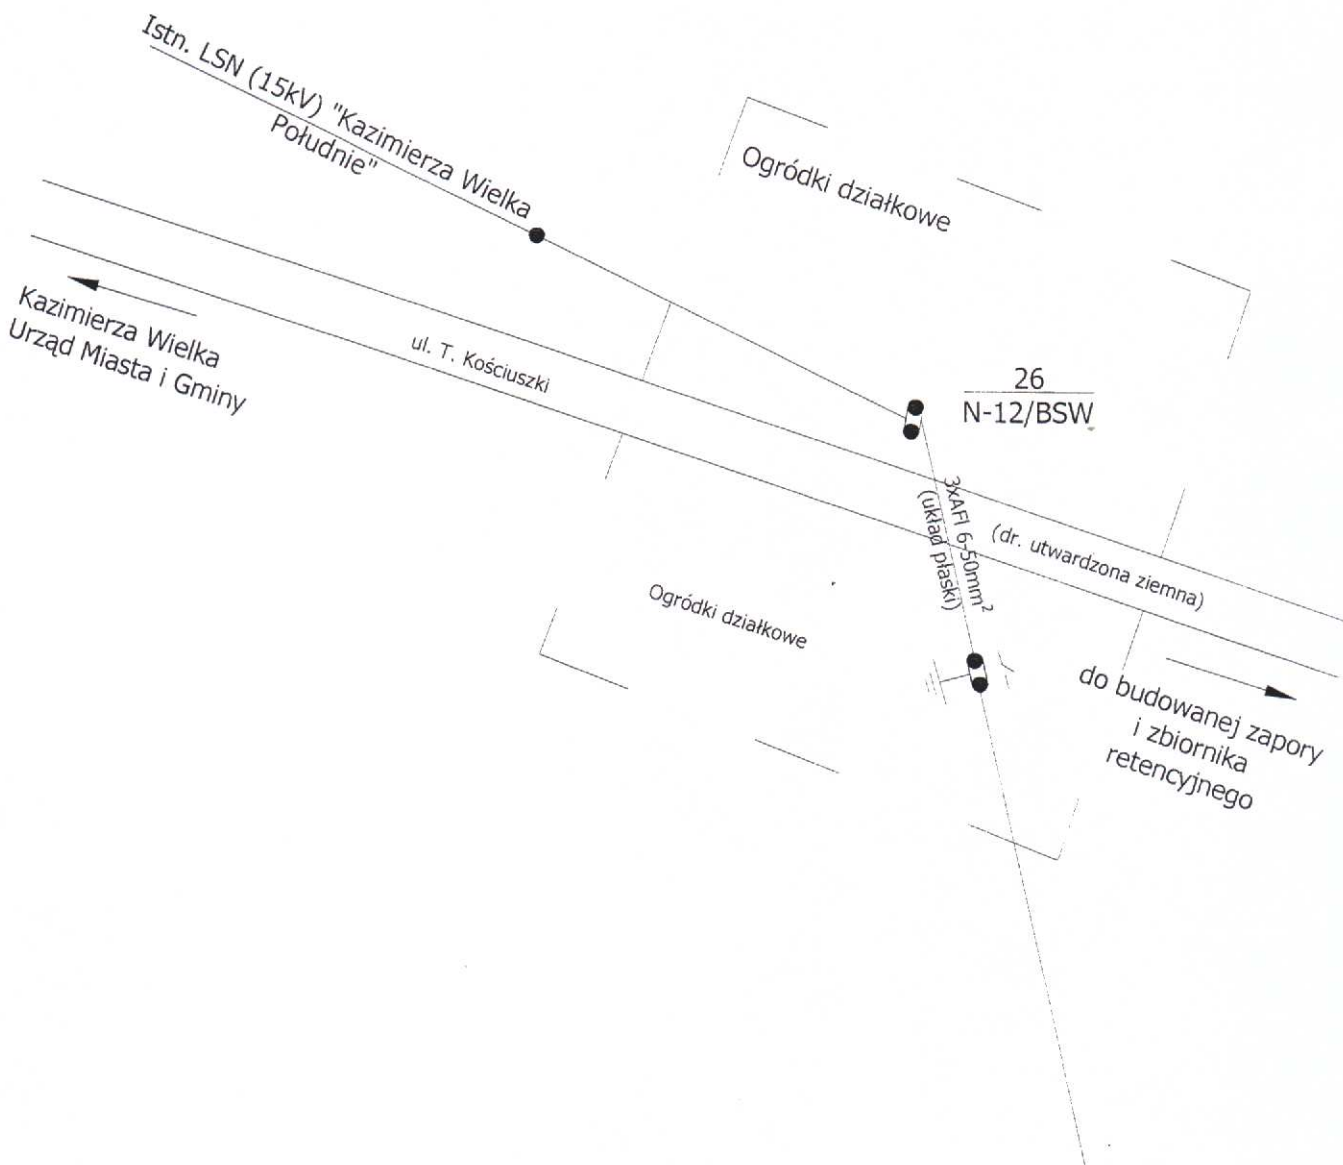 Istn. LSN (15kV) "Kazimierza Wielka
Południe"
Ogródki działkowe
Kazimierza Wielka
Urząd Miasta i Gminy
ul. T. Kościuszki
26
N-12/BSW
3xAFl 6-50mm²
(układ płaski)
(dr. utwardzona ziemna)
Ogródki działkowe
do budowanej zapory
i zbiornika
retencyjnego